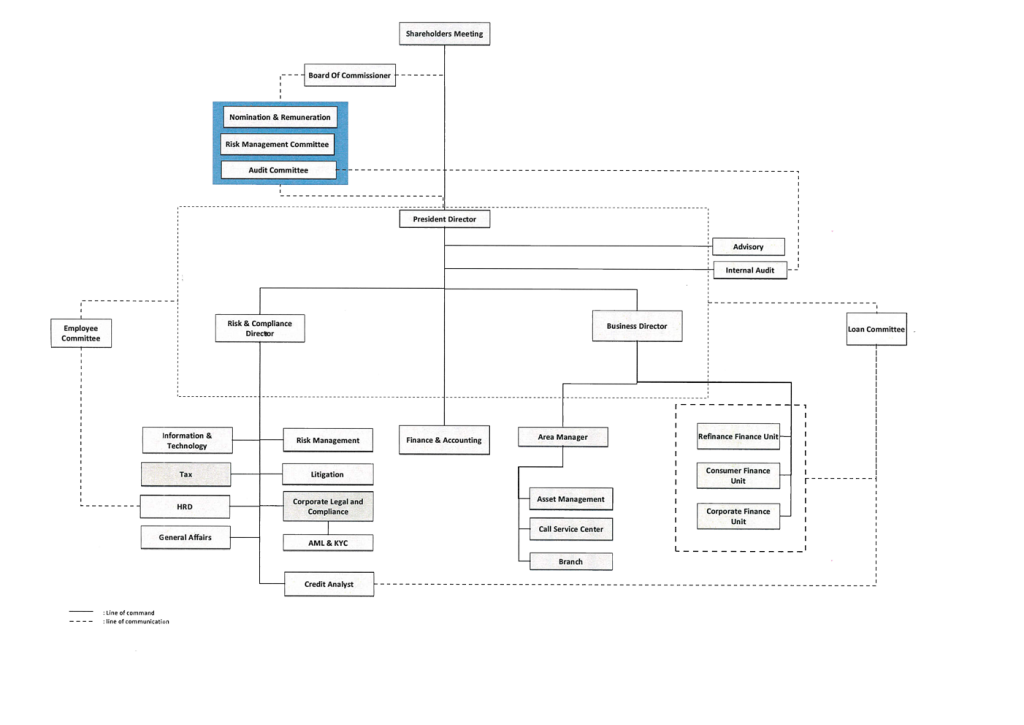 Shareholders Meeting
Board Of Commissioner
Nomination & Remuneration
Risk Management Committee
Audit Committee
President Director
Advisory
Internal Audit
Employee
Committee
Risk & Compliance
Director
Business Director
Loan Committee
Information &
Technology
Risk Management
Finance & Accounting
Area Manager
Refinance Finance Unit
Tax
Litigation
Consumer Finance
Unit
HRD
Corporate Legal and
Compliance
Asset Management
Corporate Finance
Unit
General Affairs
AML & KYC
Call Service Center
Branch
Credit Analyst
: Line of command
: line of communication